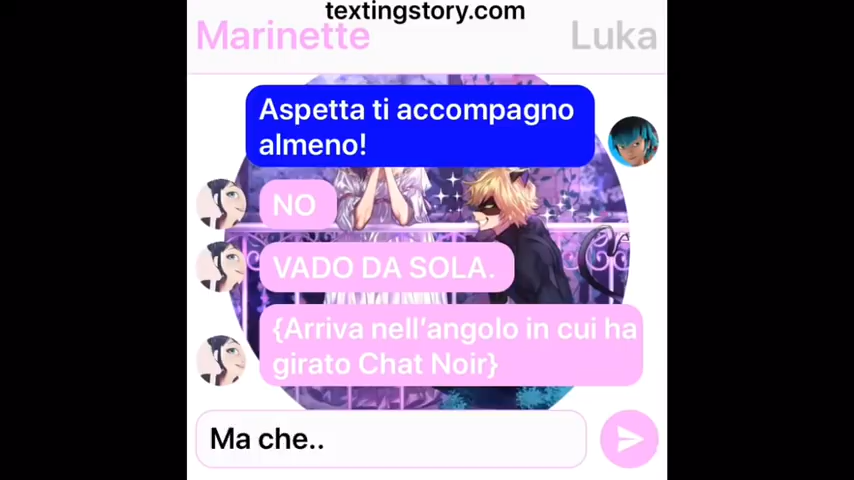 textingstory.com
Marinette
Luka
Aspetta ti accompagno
almeno!
NO
VADO DA SOLA.
{Arriva nell’angolo in cui ha
girato Chat Noir}
Ma che..